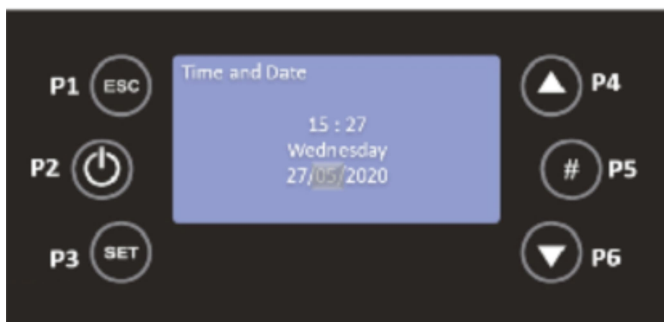 Time and Date
P1 ESC
P4
15 : 27
Wednesday
P2
# P5
27/05/2020
P3 SET
P6